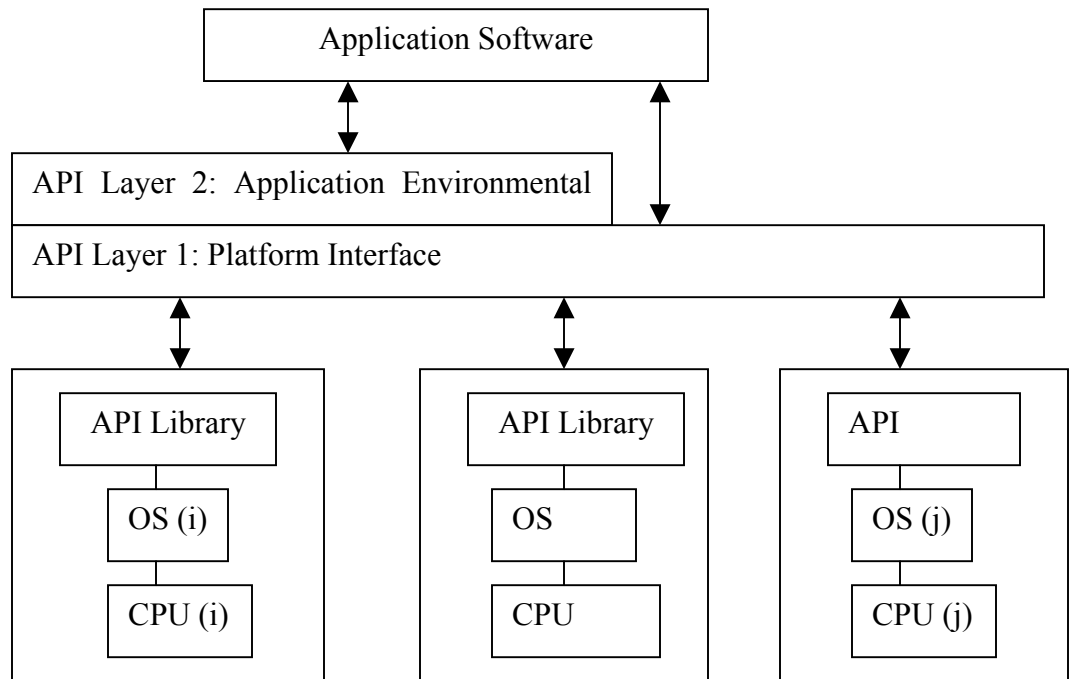 Application Software
API Layer 2: Application Environmental
API Layer 1: Platform Interface
API Library
OS (i)
CPU (i)
API Library
OS
CPU
API
OS (j)
CPU (j)